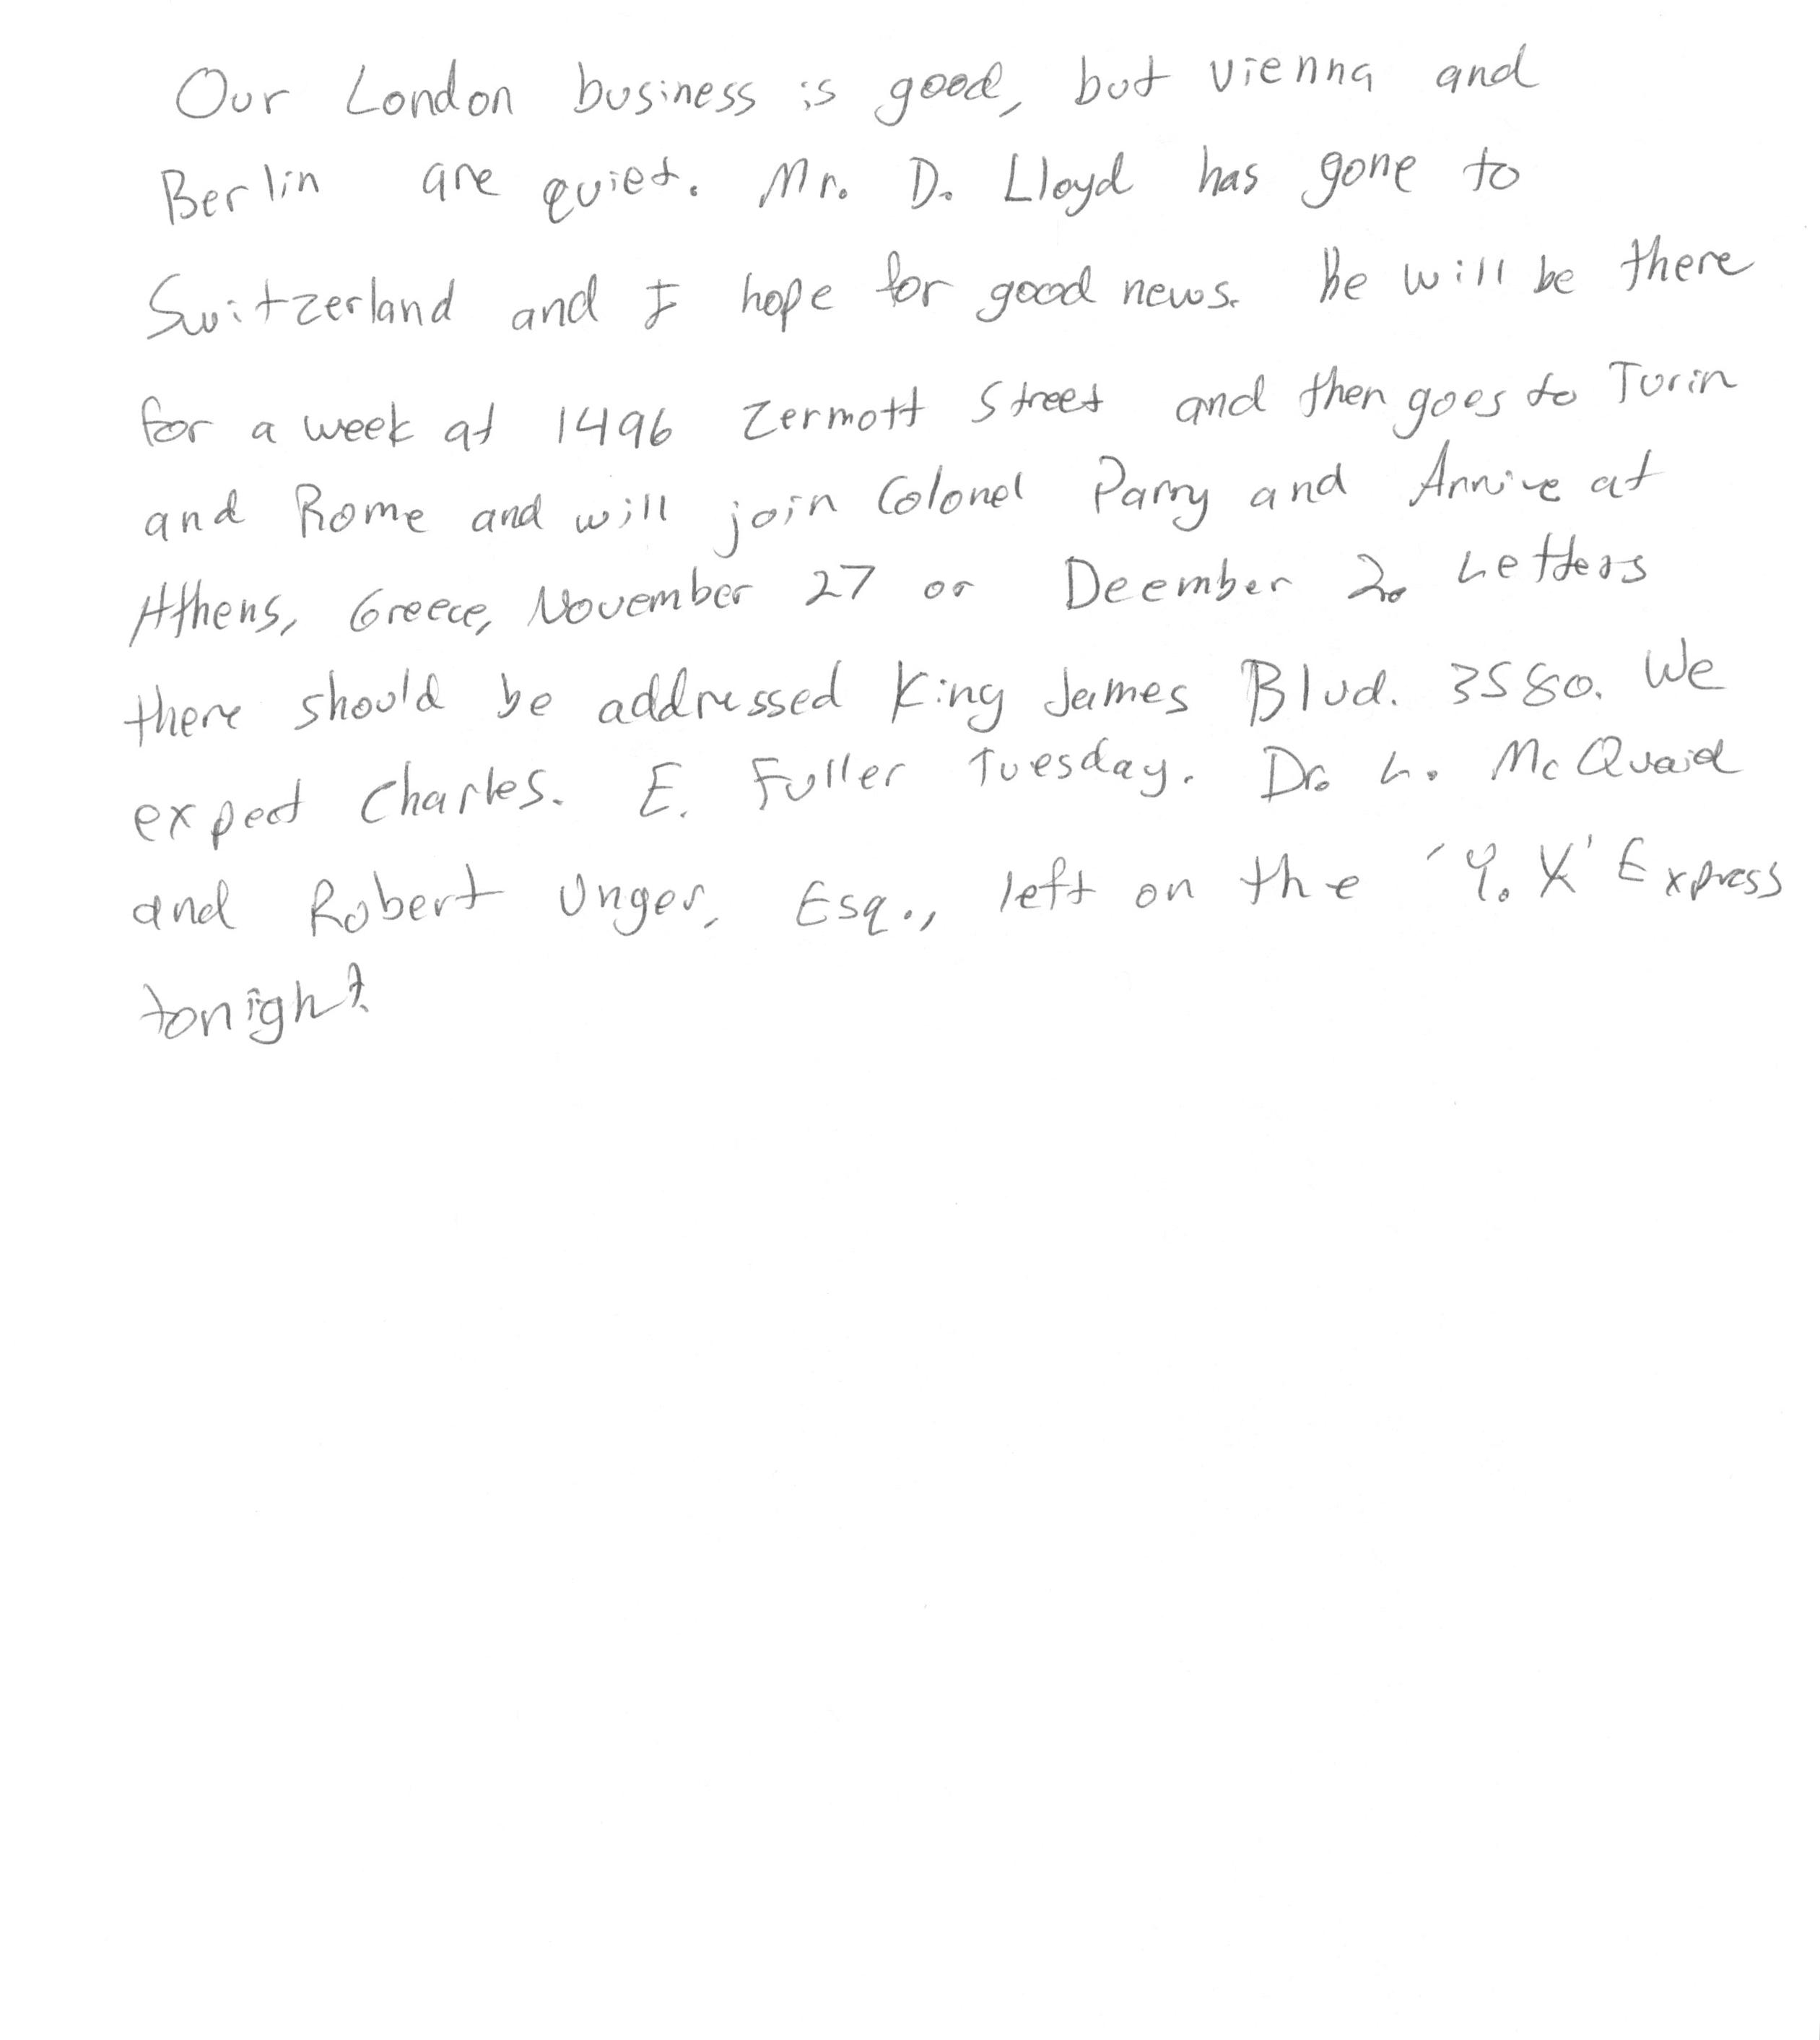 Our London business is good, but Vienna and
Berlin are quiet. Mr. D. Lloyd has gone to
Switzerland and I hope for good news. He will be there
for a week at 1496 Zermott Street and then goes to Turin
and Rome and will join Colonel Parry and Arrive at
Athens, Greece, November 27 or Deember 2. Letters
there should be addressed King James Blvd. 3580. We
expect Charles. E. Fuller Tuesday. Dr. L. McQuaid
and Robert Unger, Esq., left on the 'Y. X' Express
tonight.